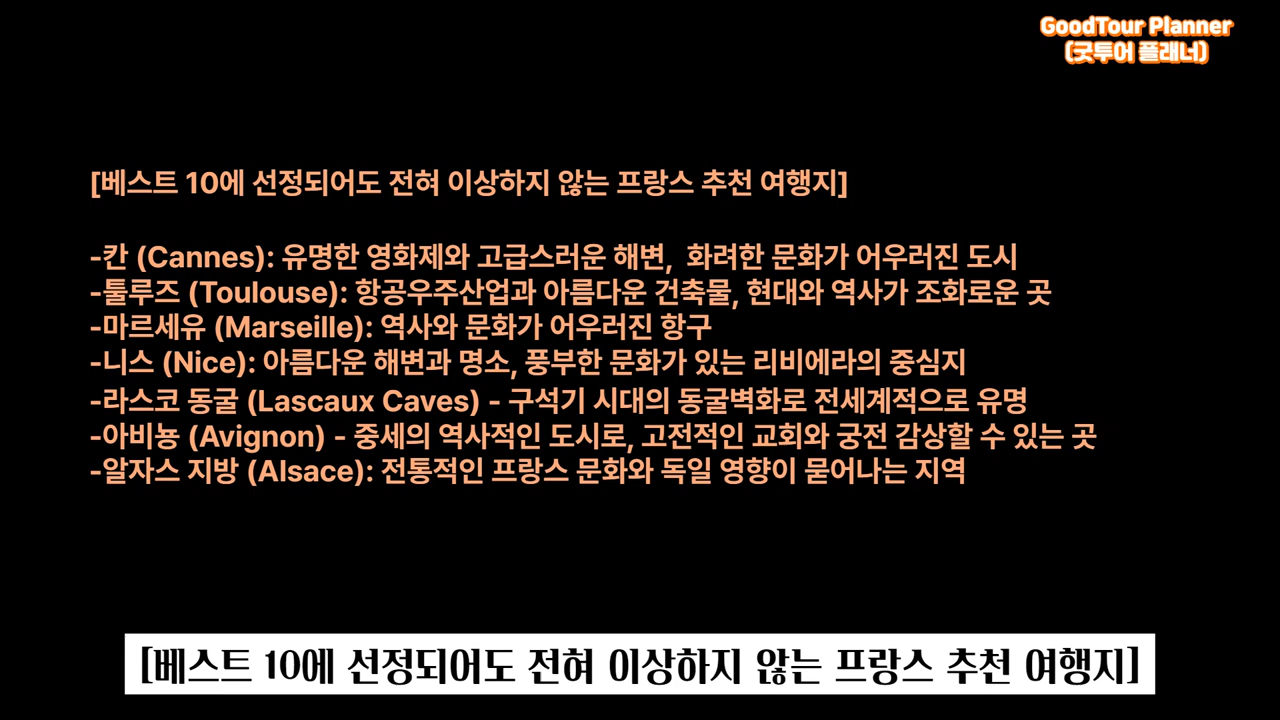 GoodTour Planner
(굿투어 플래너)
[베스트 10에 선정되어도 전혀 이상하지 않는 프랑스 추천 여행지]
-칸 (Cannes): 유명한 영화제와 고급스러운 해변,  화려한 문화가 어우러진 도시
-툴루즈 (Toulouse): 항공우주산업과 아름다운 건축물, 현대와 역사가 조화로운 곳
-마르세유 (Marseille): 역사와 문화가 어우러진 항구
-니스 (Nice): 아름다운 해변과 명소, 풍부한 문화가 있는 리비에라의 중심지
-라스코 동굴 (Lascaux Caves) - 구석기 시대의 동굴벽화로 전세계적으로 유명
-아비뇽 (Avignon) - 중세의 역사적인 도시로, 고전적인 교회와 궁전 감상할 수 있는 곳
-알자스 지방 (Alsace): 전통적인 프랑스 문화와 독일 영향이 묻어나는 지역
[베스트 10에 선정되어도 전혀 이상하지 않는 프랑스 추천 여행지]